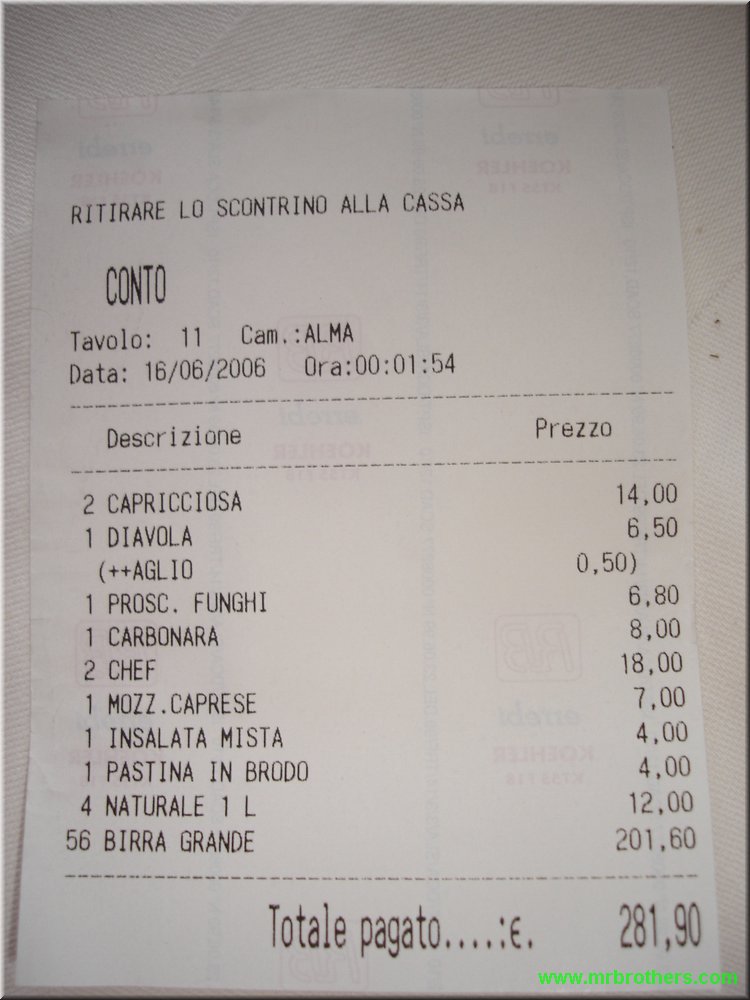 RITIRARE LO SCONTRINO ALLA CASSA
CONTO
Tavolo: 11 Cam.:ALMA
Data: 16/06/2006 Ora:00:01:54
Descrizione Prezzo
2 CAPRICCIOSA 14,00
1 DIAVOLA 6,50
(++AGLIO 0,50)
1 PROSC. FUNGHI 6,80
1 CARBONARA 8,00
2 CHEF 18,00
1 MOZZ.CAPRESE 7,00
1 INSALATA MISTA 4,00
1 PASTINA IN BRODO 4,00
4 NATURALE 1 L 12,00
56 BIRRA GRANDE 201,60
Totale pagato....:€. 281,90
www.mrbrothers.com